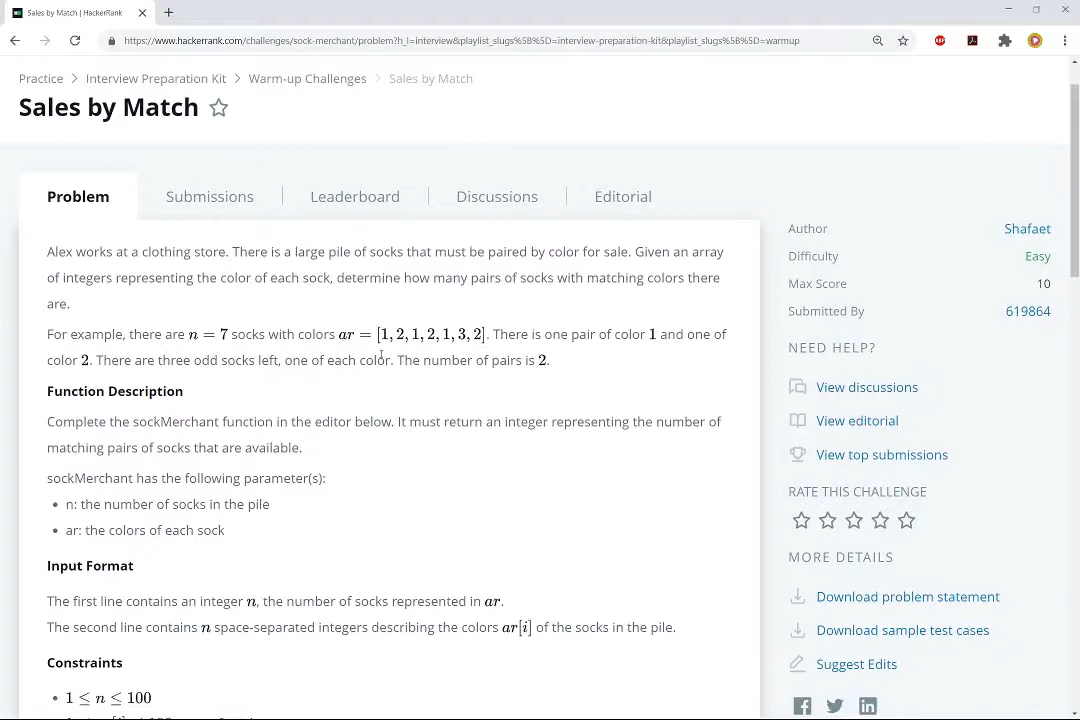 Sales by Match | HackerRank
https://www.hackerrank.com/challenges/sock-merchant/problem?h_l=interview&playlist_slugs%5B%5D=interview-preparation-kit&playlist_slugs%5B%5D=warmup
Practice > Interview Preparation Kit > Warm-up Challenges > Sales by Match
Sales by Match
Problem
Submissions
Leaderboard
Discussions
Editorial
Alex works at a clothing store. There is a large pile of socks that must be paired by color for sale. Given an array
of integers representing the color of each sock, determine how many pairs of socks with matching colors there
are.
For example, there are n = 7 socks with colors ar = [1, 2, 1, 2, 1, 3, 2]. There is one pair of color 1 and one of
color 2. There are three odd socks left, one of each color. The number of pairs is 2.
Function Description
Complete the sockMerchant function in the editor below. It must return an integer representing the number of
matching pairs of socks that are available.
sockMerchant has the following parameter(s):
• n: the number of socks in the pile
• ar: the colors of each sock
Input Format
The first line contains an integer n, the number of socks represented in ar.
The second line contains n space-separated integers describing the colors ar[i] of the socks in the pile.
Constraints
• 1 ≤ n ≤ 100
Author Shafaet
Difficulty Easy
Max Score 10
Submitted By 619864
NEED HELP?
View discussions
View editorial
View top submissions
RATE THIS CHALLENGE
MORE DETAILS
Download problem statement
Download sample test cases
Suggest Edits